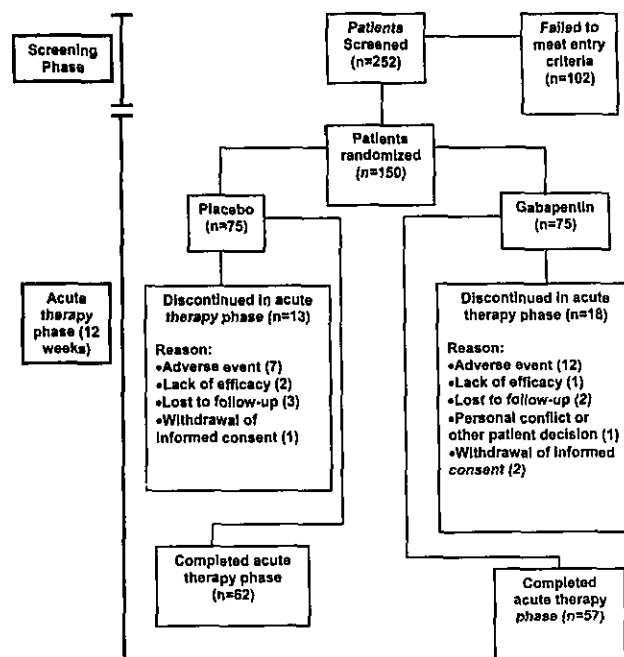 Screening
Phase
Patients
Screened
(n=252)
Failed to
meet entry
criteria
(n=102)
Patients
randomized
(n=150)
Placebo
(n=75)
Gabapentin
(n=75)
Acute
therapy
phase (12
weeks)
Discontinued in acute
therapy phase (n=13)
Reason:
•Adverse event (7)
•Lack of efficacy (2)
•Lost to follow-up (3)
•Withdrawal of
informed consent (1)
Discontinued in acute
therapy phase (n=18)
Reason:
•Adverse event (12)
•Lack of efficacy (1)
•Lost to follow-up (2)
•Personal conflict or
other patient decision (1)
•Withdrawal of informed
consent (2)
Completed acute
therapy phase
(n=62)
Completed
acute therapy
phase (n=57)